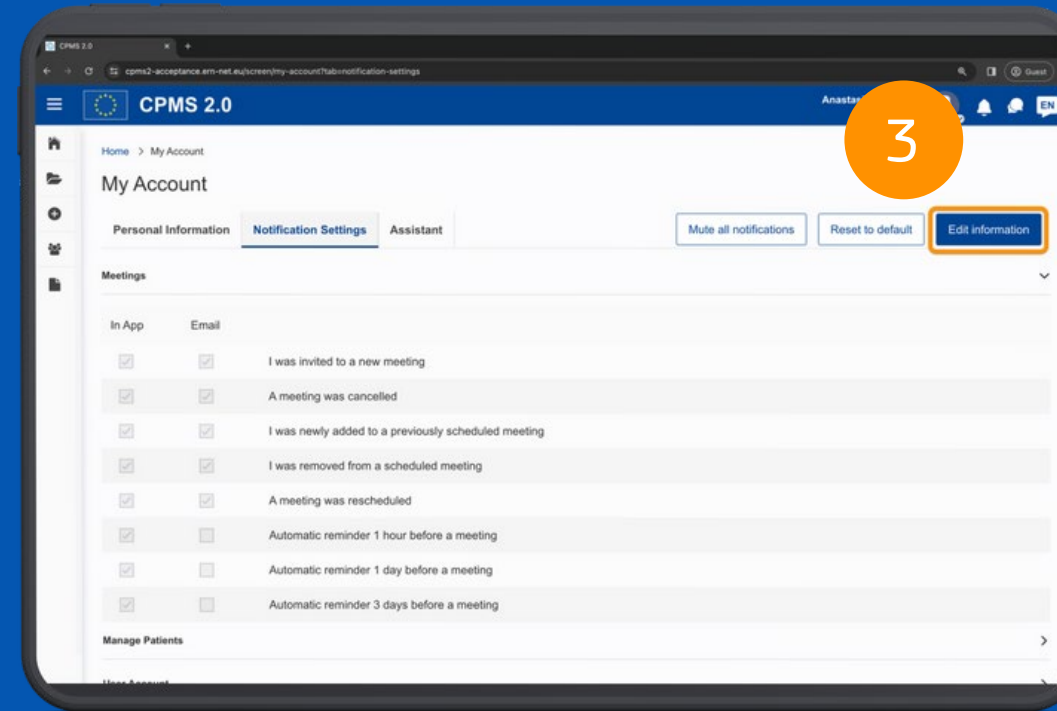 CPMS 2.0
cpms2-acceptance.ern-net.eu/screen/my-account?tab=notification-settings
Guest
CPMS 2.0
EN
3
Home > My Account
My Account
Personal Information Notification Settings Assistant Mute all notifications Reset to default Edit information
Meetings
In App Email
I was invited to a new meeting
A meeting was cancelled
I was newly added to a previously scheduled meeting
I was removed from a scheduled meeting
A meeting was rescheduled
Automatic reminder 1 hour before a meeting
Automatic reminder 1 day before a meeting
Automatic reminder 3 days before a meeting
Manage Patients
User Account